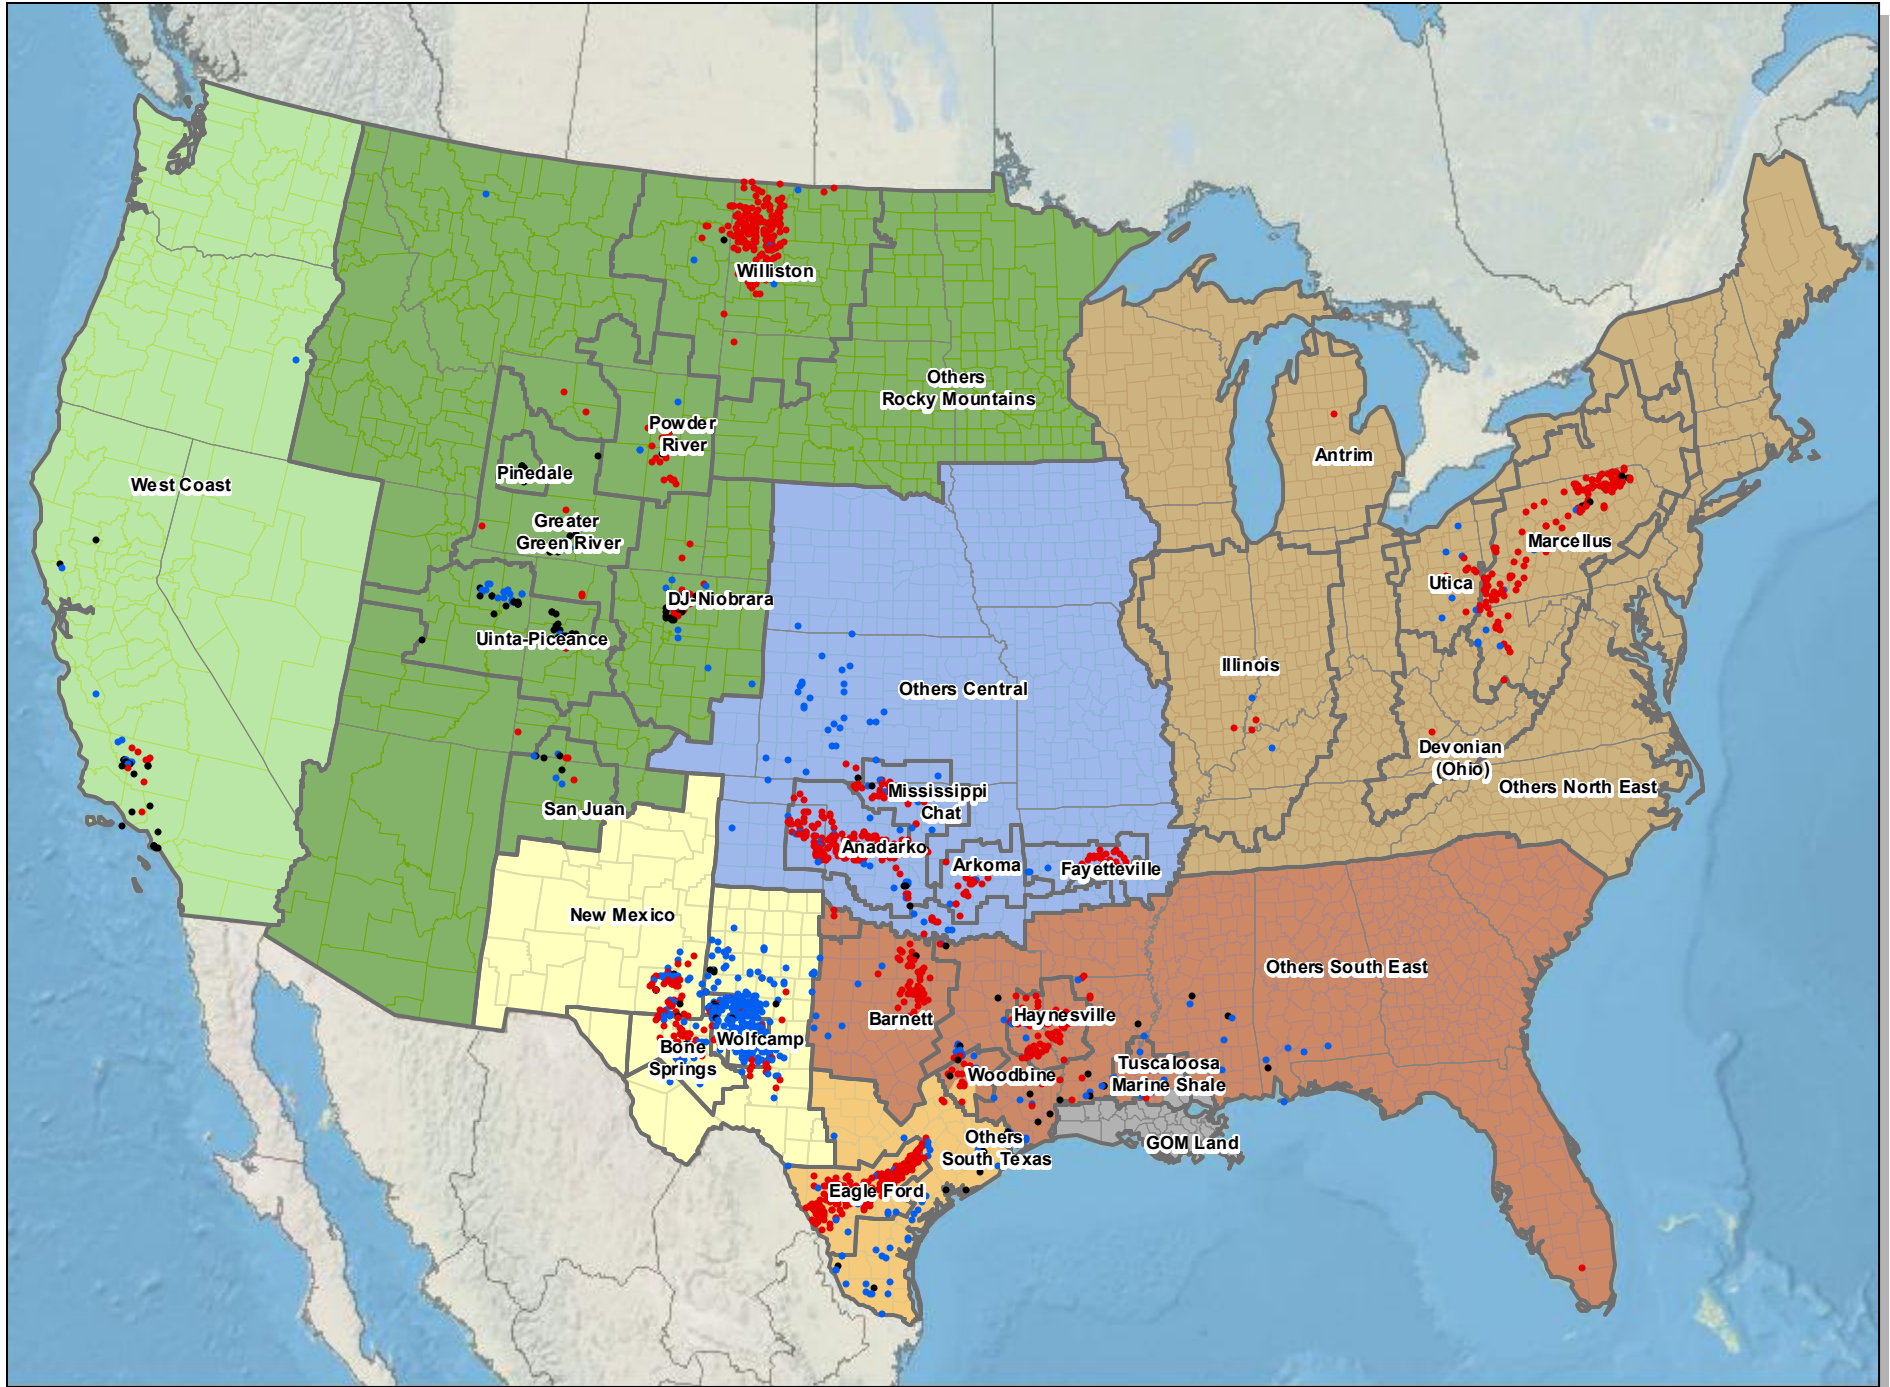 Williston
Others
Rocky Mountains
Powder
River
Pinedale
West Coast
Antrim
Greater
Green River
Marcellus
Utica
DJ-Niobrara
Uinta-Piceance
Illinois
Others Central
Devonian
(Ohio)
Others North East
Mississippi
Chat
San Juan
Anadarko
Arkoma
Fayetteville
New Mexico
Others South East
Haynesville
Barnett
Wolfcamp
Bone
Springs
Woodbine
Tuscaloosa
Marine Shale
GOM Land
Others
South Texas
Eagle Ford